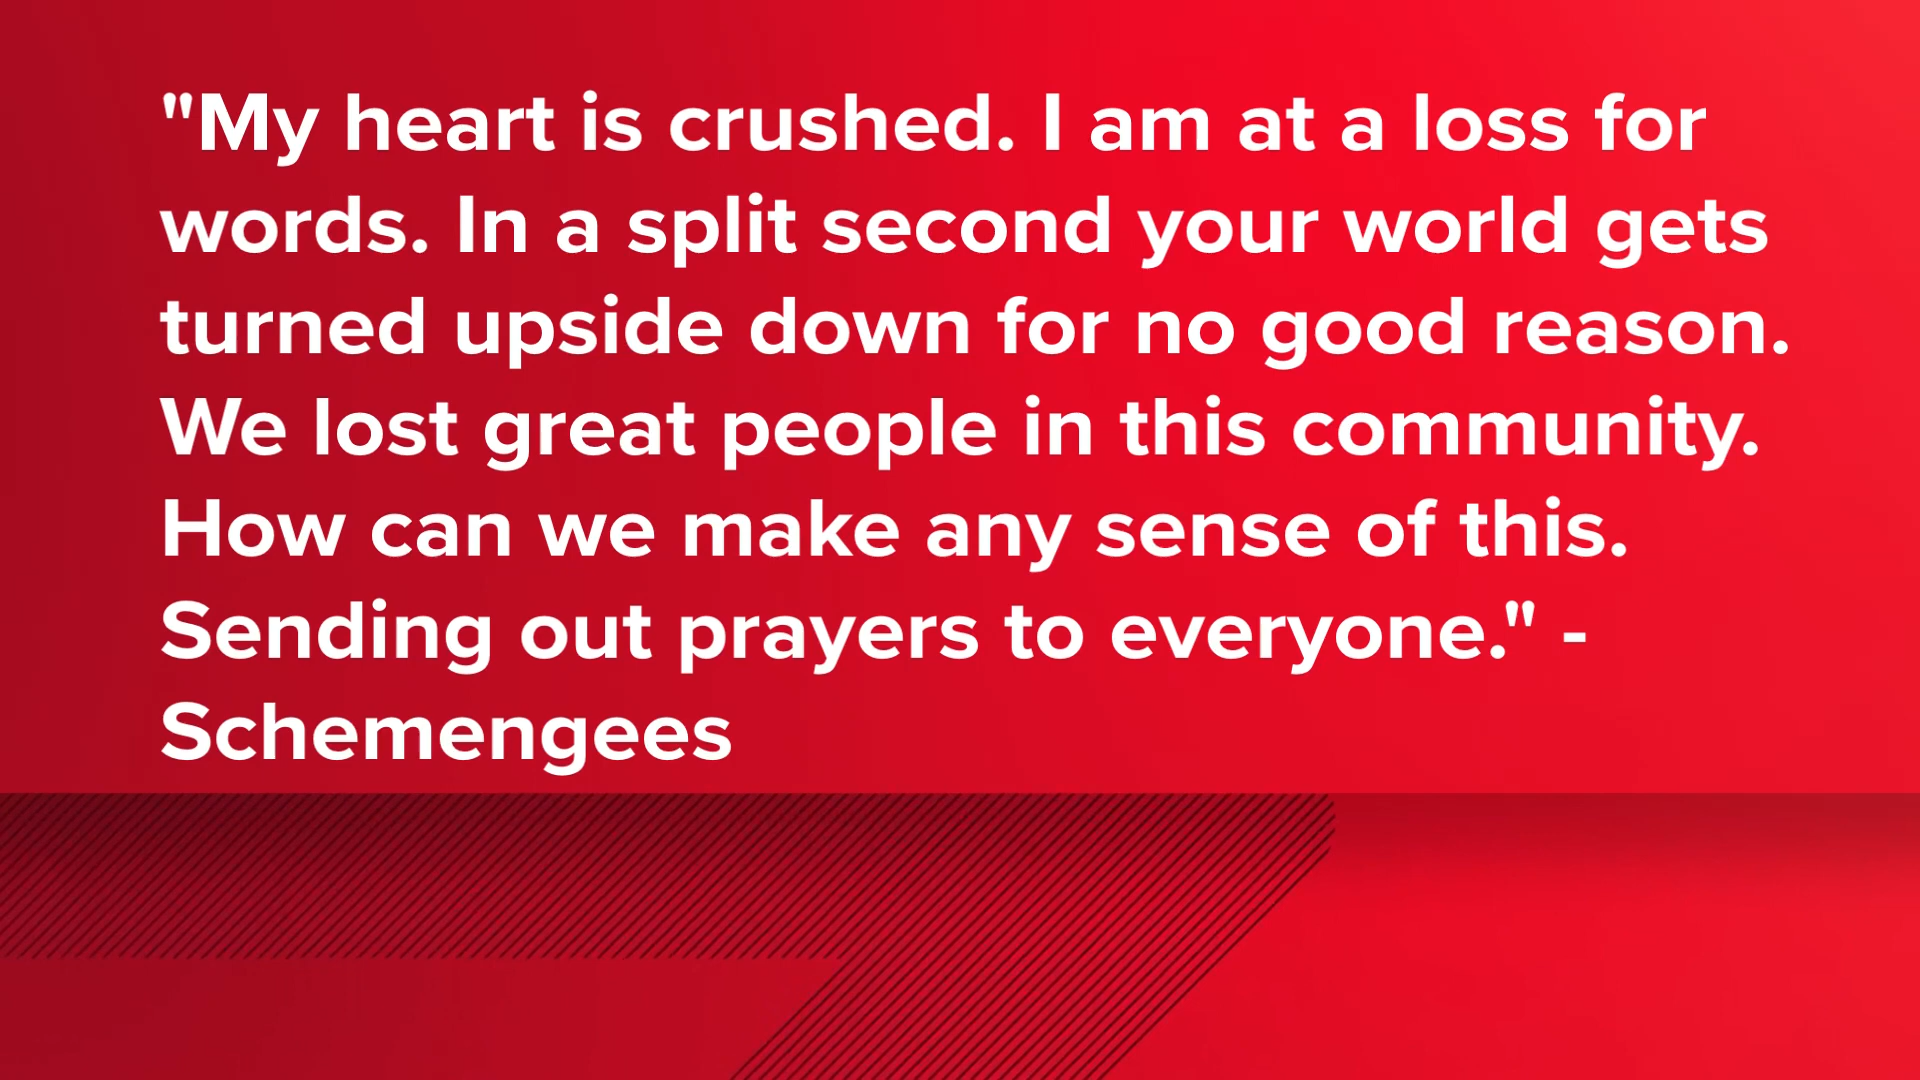 "My heart is crushed. I am at a loss for
words. In a split second your world gets
turned upside down for no good reason.
We lost great people in this community.
How can we make any sense of this.
Sending out prayers to everyone." -
Schemengees